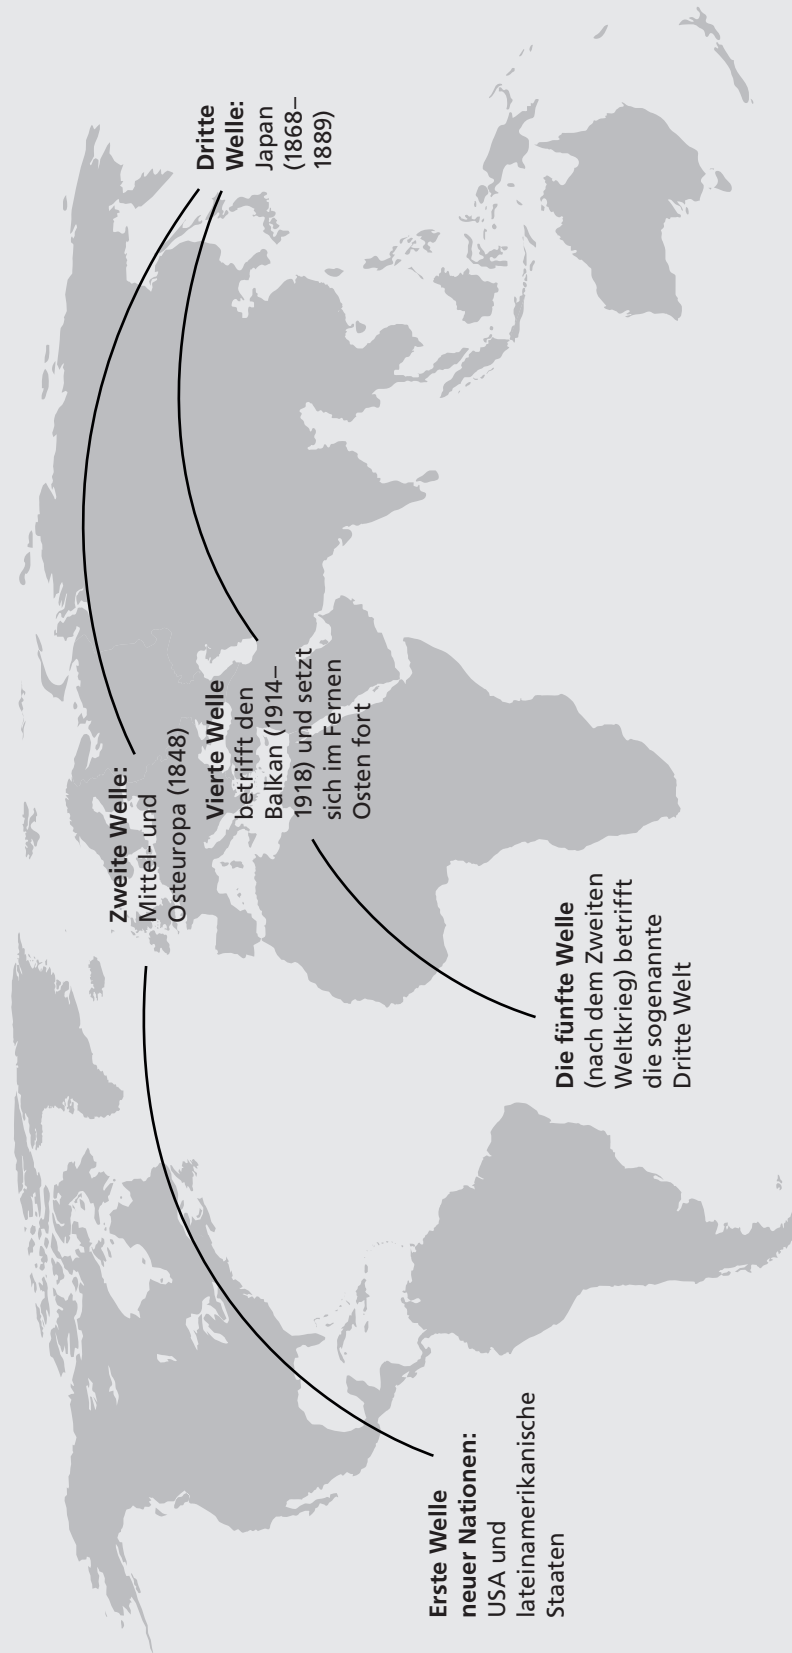 Erste Welle
neuer Nationen:
USA und
lateinamerikanische
Staaten
Zweite Welle:
Mittel- und
Osteuropa (1848)
Dritte
Welle:
Japan
(1868–
1889)
Vierte Welle
betrifft den
Balkan (1914–
1918) und setzt
sich im Fernen
Osten fort
Die fünfte Welle
(nach dem Zweiten
Weltkrieg) betrifft
die sogenannte
Dritte Welt